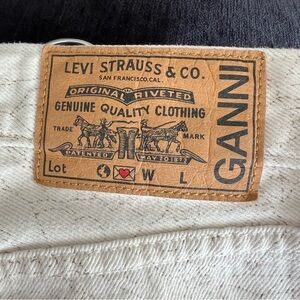 LEVI STRAUSS & CO.
SAN FRANCISCO, CAL.
ORIGINAL RIVETED
GENUINE QUALITY CLOTHING
TRADE MARK
PATENTED MAY 20 1873
Lot W L
GANNI